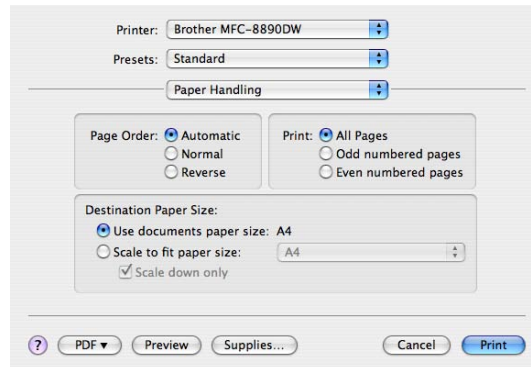 Printer: Brother MFC-8890DW
Presets: Standard
Paper Handling
Page Order: Automatic
Normal
Reverse
Print: All Pages
Odd numbered pages
Even numbered pages
Destination Paper Size:
Use documents paper size: A4
Scale to fit paper size: A4
Scale down only
? PDF▼ Preview Supplies... Cancel Print